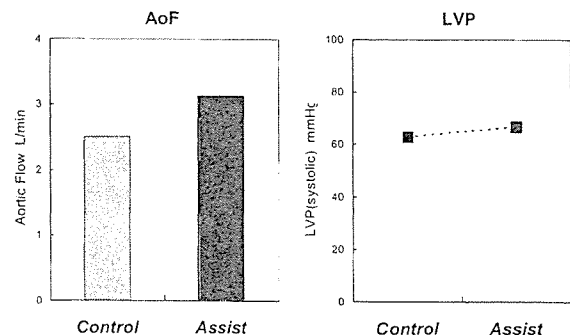 AoF
Aortic Flow L/min
4
3
2
1
0
Control Assist
LVP
LVP(systolic) mmHg
100
80
60
40
20
0
Control Assist